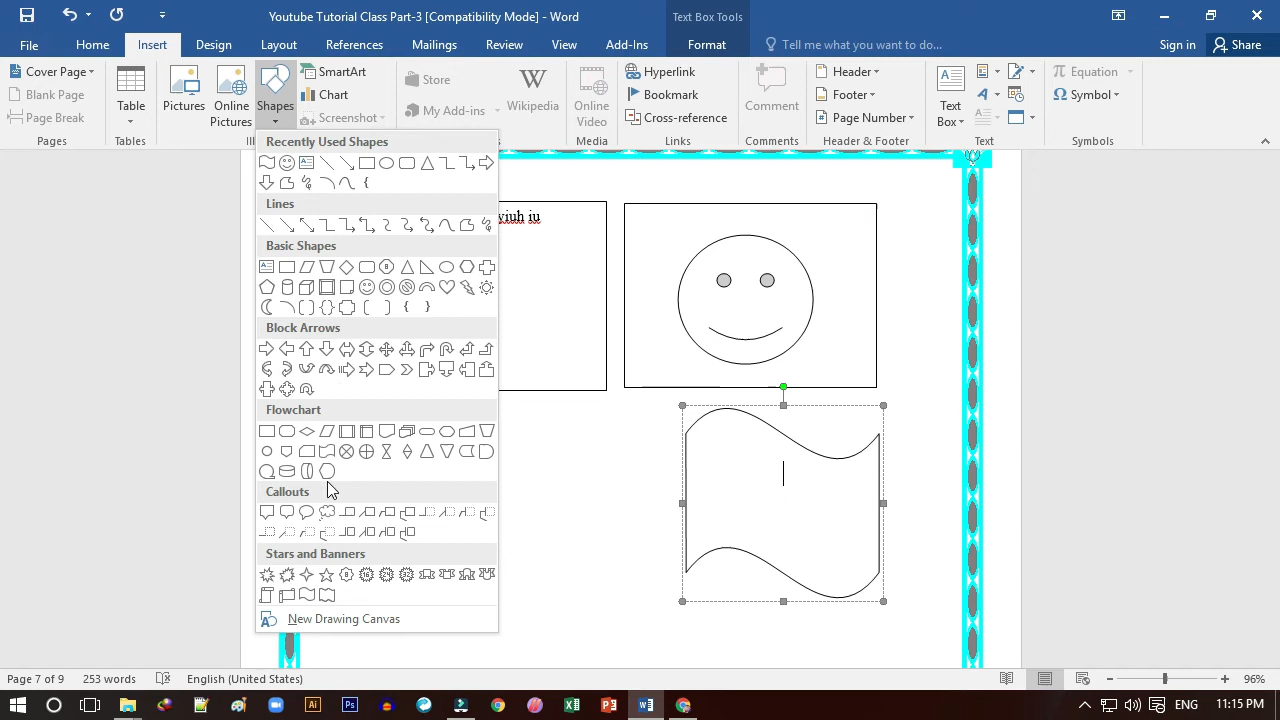 Youtube Tutorial Class Part-3 [Compatibility Mode] - Word
Text Box Tools
File Home Insert Design Layout References Mailings Review View Add-Ins Format Tell me what you want to do... Sign in Share
Cover Page
Blank Page
Page Break
Pages
Table
Tables
Pictures
Online Pictures
Shapes
SmartArt
Chart
Screenshot
Store
My Add-ins
Wikipedia
Online Video
Media
Hyperlink
Bookmark
Cross-reference
Links
Comment
Comments
Header
Footer
Page Number
Header & Footer
Text Box
Text
Equation
Symbol
Symbols
Recently Used Shapes
Lines
Basic Shapes
Block Arrows
Flowchart
Callouts
Stars and Banners
New Drawing Canvas
iu
Page 7 of 9 253 words English (United States) 96%
Ai Ps ENG 11:15 PM